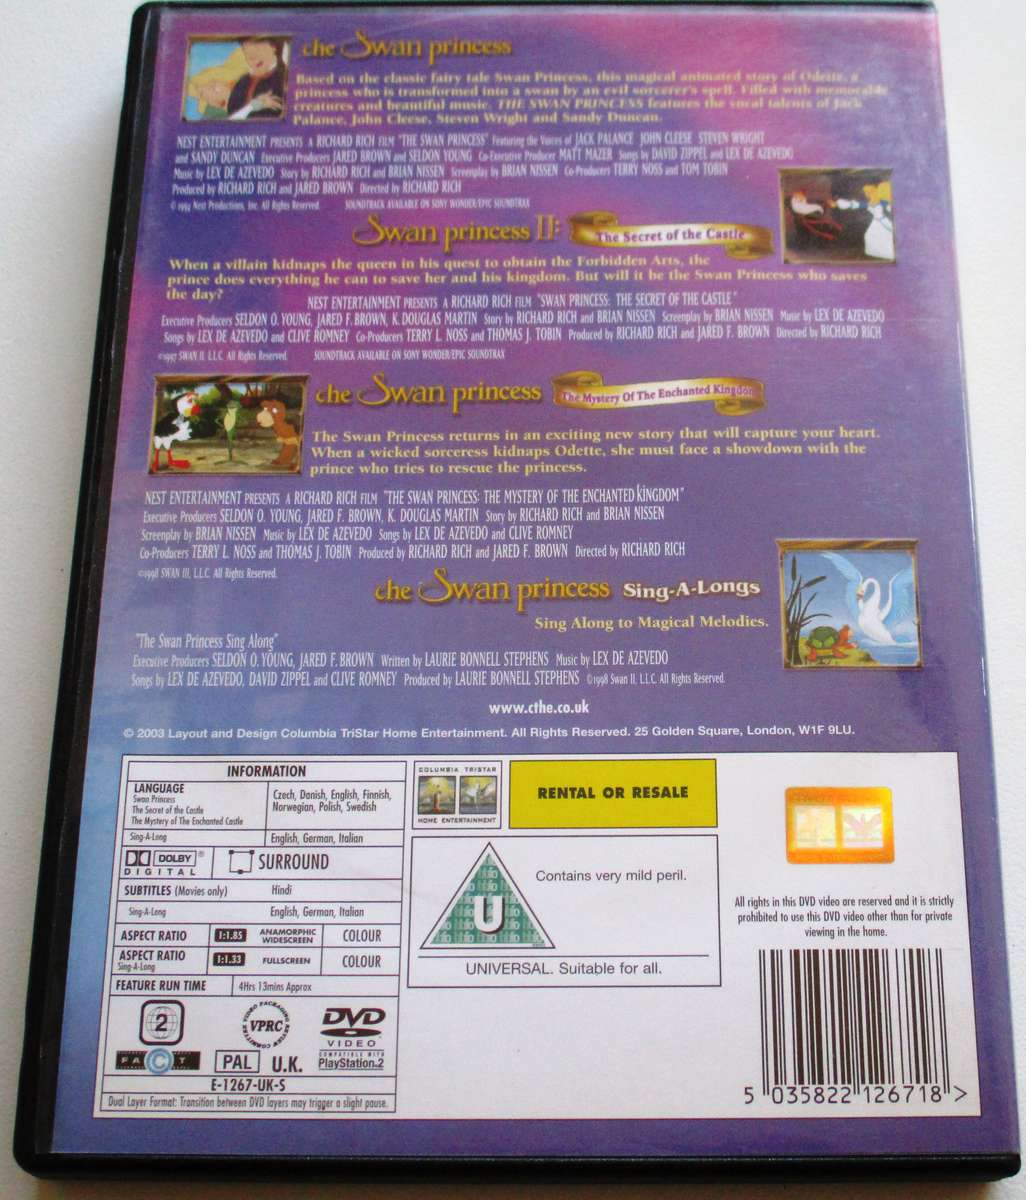 the Swan princess
Based on the classic fairy tale Swan Princess, this magical animated story of Odette, a
princess who is transformed into a swan by an evil sorcerer's spell. Filled with memorable
creatures and beautiful music. THE SWAN PRINCESS features the vocal talents of Jack
Palance, John Cleese, Steven Wright and Sandy Duncan.
NEST ENTERTAINMENT PRESENTS A RICHARD RICH FILM "THE SWAN PRINCESS" Featuring the Voices of JACK PALANCE JOHN CLEESE STEVEN WRIGHT
and SANDY DUNCAN Executive Producers JARED BROWN and SELDON YOUNG Co-Executive Producer MATT MAZER Songs by DAVID ZIPPEL and LEX DE AZEVEDO
Music by LEX DE AZEVEDO Story by RICHARD RICH and BRIAN NISSEN Screenplay by BRIAN NISSEN Co-Producers TERRY NOSS and TOM TOBIN
Produced by RICHARD RICH and JARED BROWN Directed by RICHARD RICH
©1994 Nest Productions, Inc. All Rights Reserved. SOUNDTRACK AVAILABLE ON SONY WONDER/EPIC SOUNDTRAX
Swan princess II: The Secret of the Castle
When a villain kidnaps the queen in his quest to obtain the Forbidden Arts, the
prince does everything he can to save her and his kingdom. But will it be the Swan Princess who saves
the day?
NEST ENTERTAINMENT PRESENTS A RICHARD RICH FILM "SWAN PRINCESS: THE SECRET OF THE CASTLE"
Executive Producers SELDON O. YOUNG, JARED F. BROWN, K. DOUGLAS MARTIN Story by RICHARD RICH and BRIAN NISSEN Screenplay by BRIAN NISSEN Music by LEX DE AZEVEDO
Songs by LEX DE AZEVEDO and CLIVE ROMNEY Co-Producers TERRY L. NOSS and THOMAS J. TOBIN Produced by RICHARD RICH and JARED F. BROWN Directed by RICHARD RICH
©1997 SWAN II, L.L.C. All Rights Reserved. SOUNDTRACK AVAILABLE ON SONY WONDER/EPIC SOUNDTRAX
the Swan princess The Mystery Of The Enchanted Kingdom
The Swan Princess returns in an exciting new story that will capture your heart.
When a wicked sorceress kidnaps Odette, she must face a showdown with the
prince who tries to rescue the princess.
NEST ENTERTAINMENT PRESENTS A RICHARD RICH FILM "THE SWAN PRINCESS: THE MYSTERY OF THE ENCHANTED KINGDOM"
Executive Producers SELDON O. YOUNG, JARED F. BROWN, K. DOUGLAS MARTIN Story by RICHARD RICH and BRIAN NISSEN
Screenplay by BRIAN NISSEN Music by LEX DE AZEVEDO Songs by LEX DE AZEVEDO and CLIVE ROMNEY
Co-Producers TERRY L. NOSS and THOMAS J. TOBIN Produced by RICHARD RICH and JARED F. BROWN Directed by RICHARD RICH
©1998 SWAN III, L.L.C. All Rights Reserved.
the Swan princess Sing-A-Longs
Sing Along to Magical Melodies.
"The Swan Princess Sing Along"
Executive Producers SELDON O. YOUNG, JARED F. BROWN Written by LAURIE BONNELL STEPHENS Music by LEX DE AZEVEDO
Songs by LEX DE AZEVEDO, DAVID ZIPPEL and CLIVE ROMNEY Produced by LAURIE BONNELL STEPHENS ©1998 Swan II, L.L.C. All Rights Reserved.
www.cthe.co.uk
© 2003 Layout and Design Columbia TriStar Home Entertainment. All Rights Reserved. 25 Golden Square, London, W1F 9LU.
INFORMATION
LANGUAGE
Swan Princess
The Secret of the Castle
The Mystery of The Enchanted Castle
Czech, Danish, English, Finnish,
Norwegian, Polish, Swedish
Sing-A-Long English, German, Italian
DOLBY ® DIGITAL SURROUND
SUBTITLES (Movies only) Hindi
Sing-A-Long English, German, Italian
ASPECT RATIO 1:1.85 ANAMORPHIC WIDESCREEN COLOUR
ASPECT RATIO Sing-A-Long 1:1.33 FULLSCREEN COLOUR
FEATURE RUN TIME 4Hrs 13mins Approx
2
VIDEO PACKAGING REVIEW COMMITTEE VPRC
DVD VIDEO
COMPATIBLE WITH
PlayStation.2
FACT
PAL U.K.
E-1267-UK-S
Dual Layer Format: Transition between DVD layers may trigger a slight pause.
COLUMBIA TRISTAR
HOME ENTERTAINMENT
RENTAL OR RESALE
U
Contains very mild peril.
UNIVERSAL. Suitable for all.
All rights in this DVD video are reserved and it is strictly
prohibited to use this DVD video other than for private
viewing in the home.
5 035822 126718 >